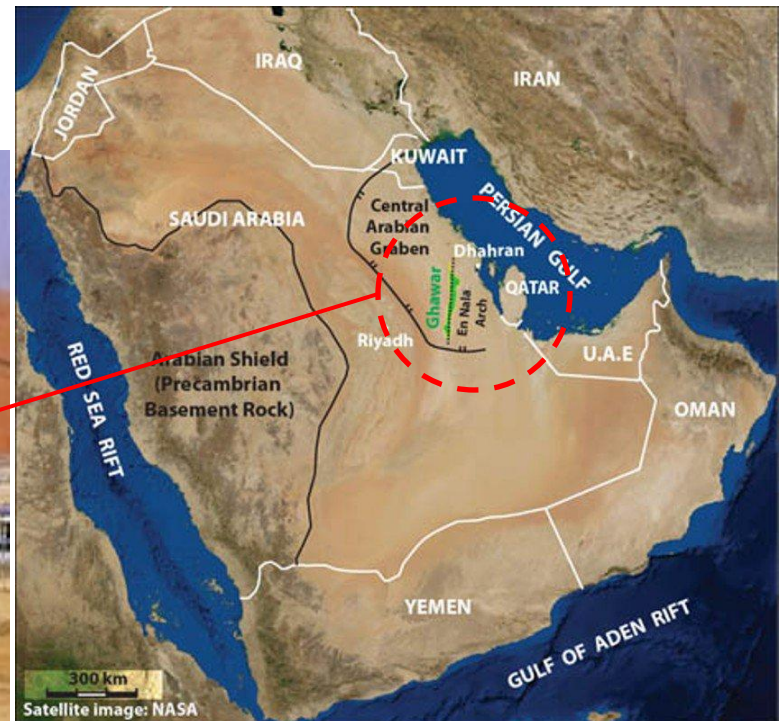 IRAQ
IRAN
JORDAN
KUWAIT
PERSIAN GULF
SAUDI ARABIA
Central
Arabian
Graben
Dhahran
QATAR
Ghawar
En Nala
Arch
Riyadh
U.A.E
RED SEA RIFT
Arabian Shield
(Precambrian
Basement Rock)
OMAN
YEMEN
GULF OF ADEN RIFT
300 km
Satellite image: NASA